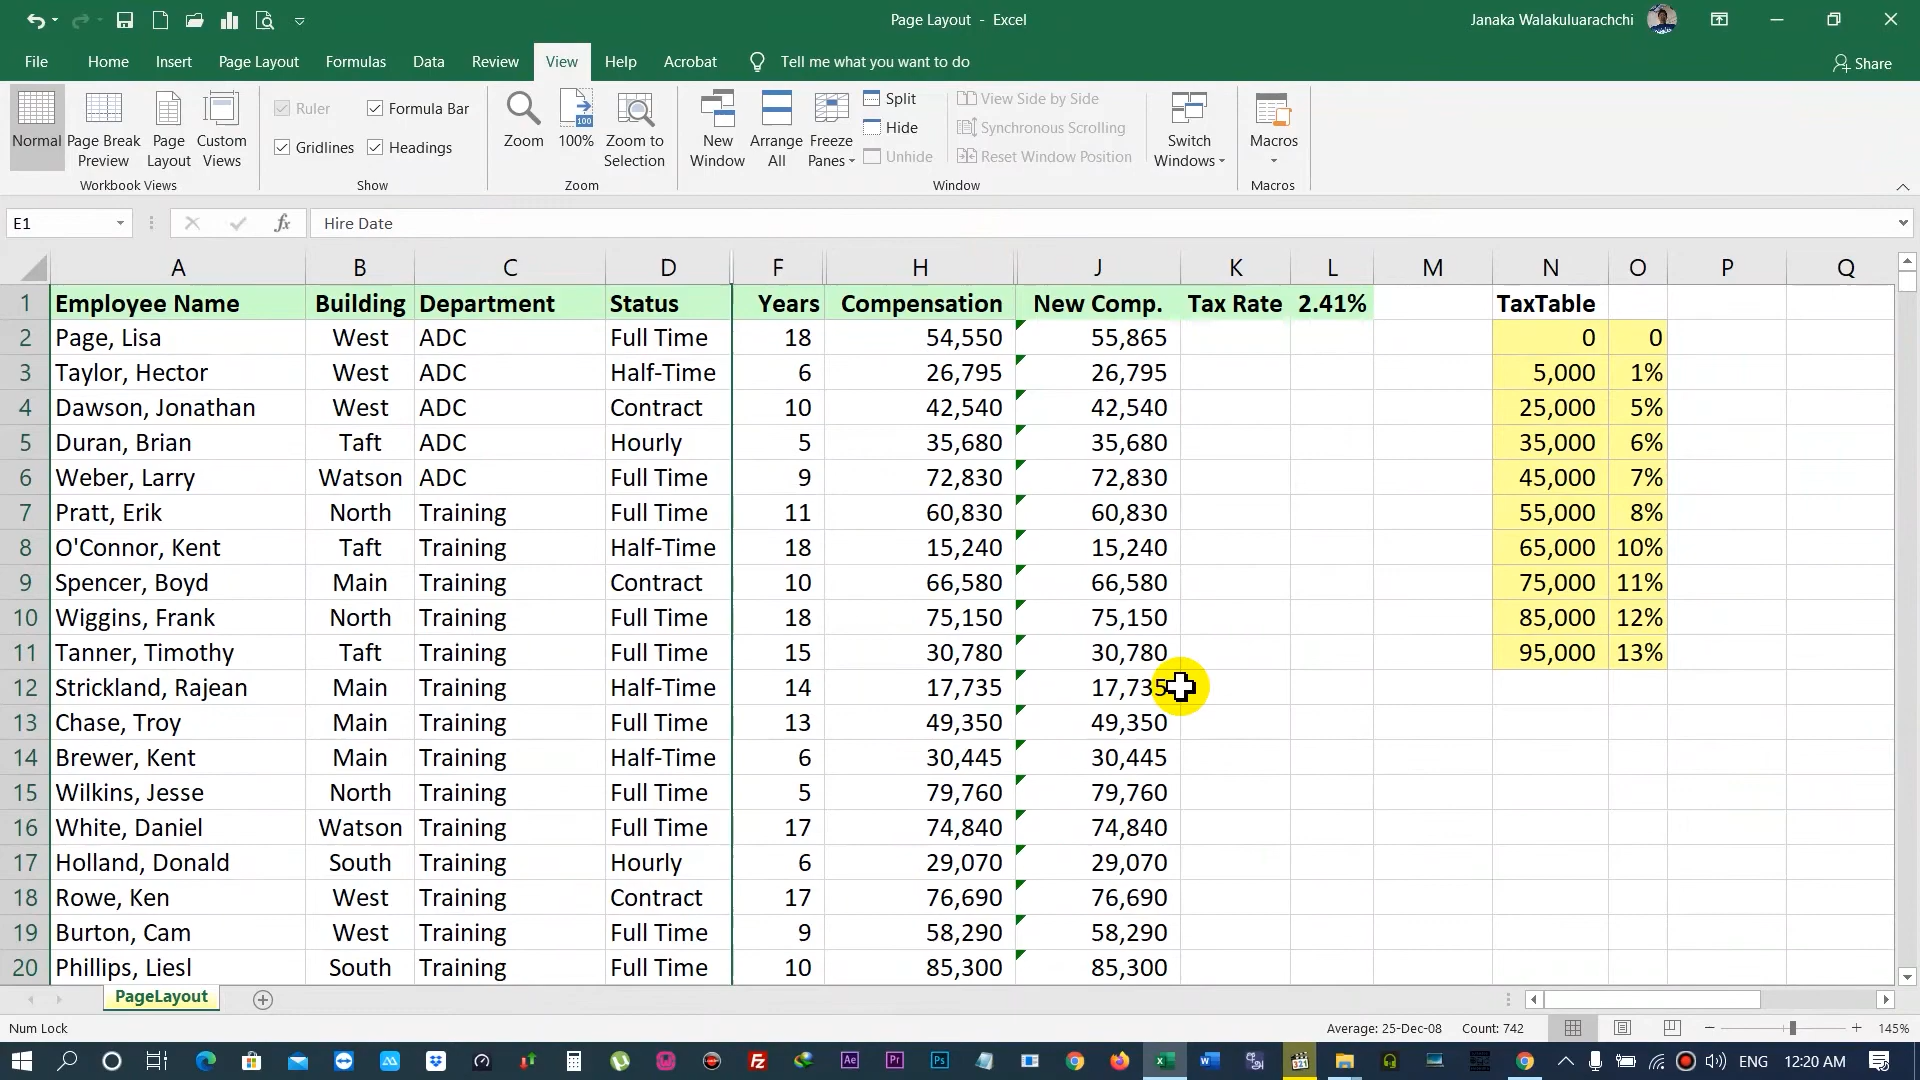 Page Layout - Excel
Janaka Walakuluarachchi
File Home Insert Page Layout Formulas Data Review View Help Acrobat Tell me what you want to do Share
Normal Page Break Preview Page Layout Custom Views
Workbook Views
Ruler Formula Bar
Gridlines Headings
Show
Zoom 100% Zoom to Selection
Zoom
New Window Arrange All Freeze Panes
Split
Hide
Unhide
View Side by Side
Synchronous Scrolling
Reset Window Position
Window
Switch Windows
Macros
Macros
E1 fx Hire Date
A B C D F H J K L M N O P Q
1 Employee Name Building Department Status Years Compensation New Comp. Tax Rate 2.41% TaxTable
2 Page, Lisa West ADC Full Time 18 54,550 55,865 0 0
3 Taylor, Hector West ADC Half-Time 6 26,795 26,795 5,000 1%
4 Dawson, Jonathan West ADC Contract 10 42,540 42,540 25,000 5%
5 Duran, Brian Taft ADC Hourly 5 35,680 35,680 35,000 6%
6 Weber, Larry Watson ADC Full Time 9 72,830 72,830 45,000 7%
7 Pratt, Erik North Training Full Time 11 60,830 60,830 55,000 8%
8 O'Connor, Kent Taft Training Half-Time 18 15,240 15,240 65,000 10%
9 Spencer, Boyd Main Training Contract 10 66,580 66,580 75,000 11%
10 Wiggins, Frank North Training Full Time 18 75,150 75,150 85,000 12%
11 Tanner, Timothy Taft Training Full Time 15 30,780 30,780 95,000 13%
12 Strickland, Rajean Main Training Half-Time 14 17,735 17,735
13 Chase, Troy Main Training Full Time 13 49,350 49,350
14 Brewer, Kent Main Training Half-Time 6 30,445 30,445
15 Wilkins, Jesse North Training Full Time 5 79,760 79,760
16 White, Daniel Watson Training Full Time 17 74,840 74,840
17 Holland, Donald South Training Hourly 6 29,070 29,070
18 Rowe, Ken West Training Contract 17 76,690 76,690
19 Burton, Cam West Training Full Time 9 58,290 58,290
20 Phillips, Liesl South Training Full Time 10 85,300 85,300
PageLayout
Num Lock Average: 25-Dec-08 Count: 742 145%
ENG 12:20 AM